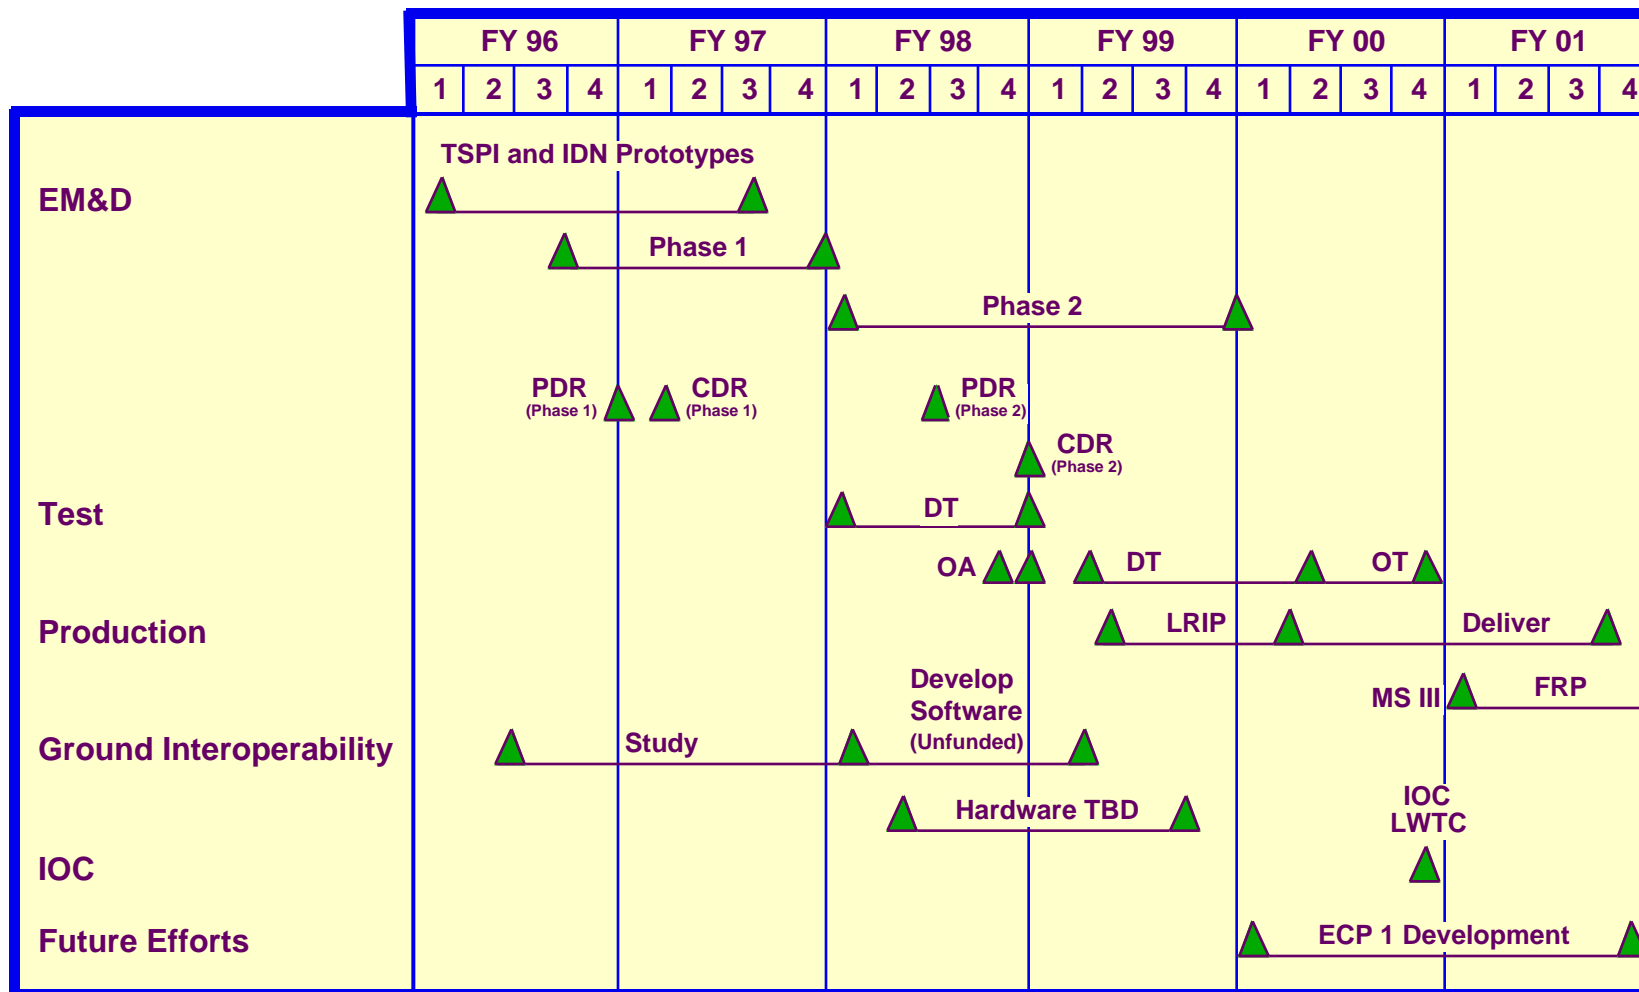 FY 96 FY 97 FY 98 FY 99 FY 00 FY 01
1 2 3 4 1 2 3 4 1 2 3 4 1 2 3 4 1 2 3 4 1 2 3 4
TSPI and IDN Prototypes
EM&D
Phase 1
Phase 2
PDR CDR PDR
(Phase 1) (Phase 1) (Phase 2)
CDR
(Phase 2)
Test DT
OA DT OT
Production LRIP Deliver
Develop
Software
(Unfunded)
MS III FRP
Ground Interoperability Study
Hardware TBD
IOC
LWTC
IOC
Future Efforts ECP 1 Development